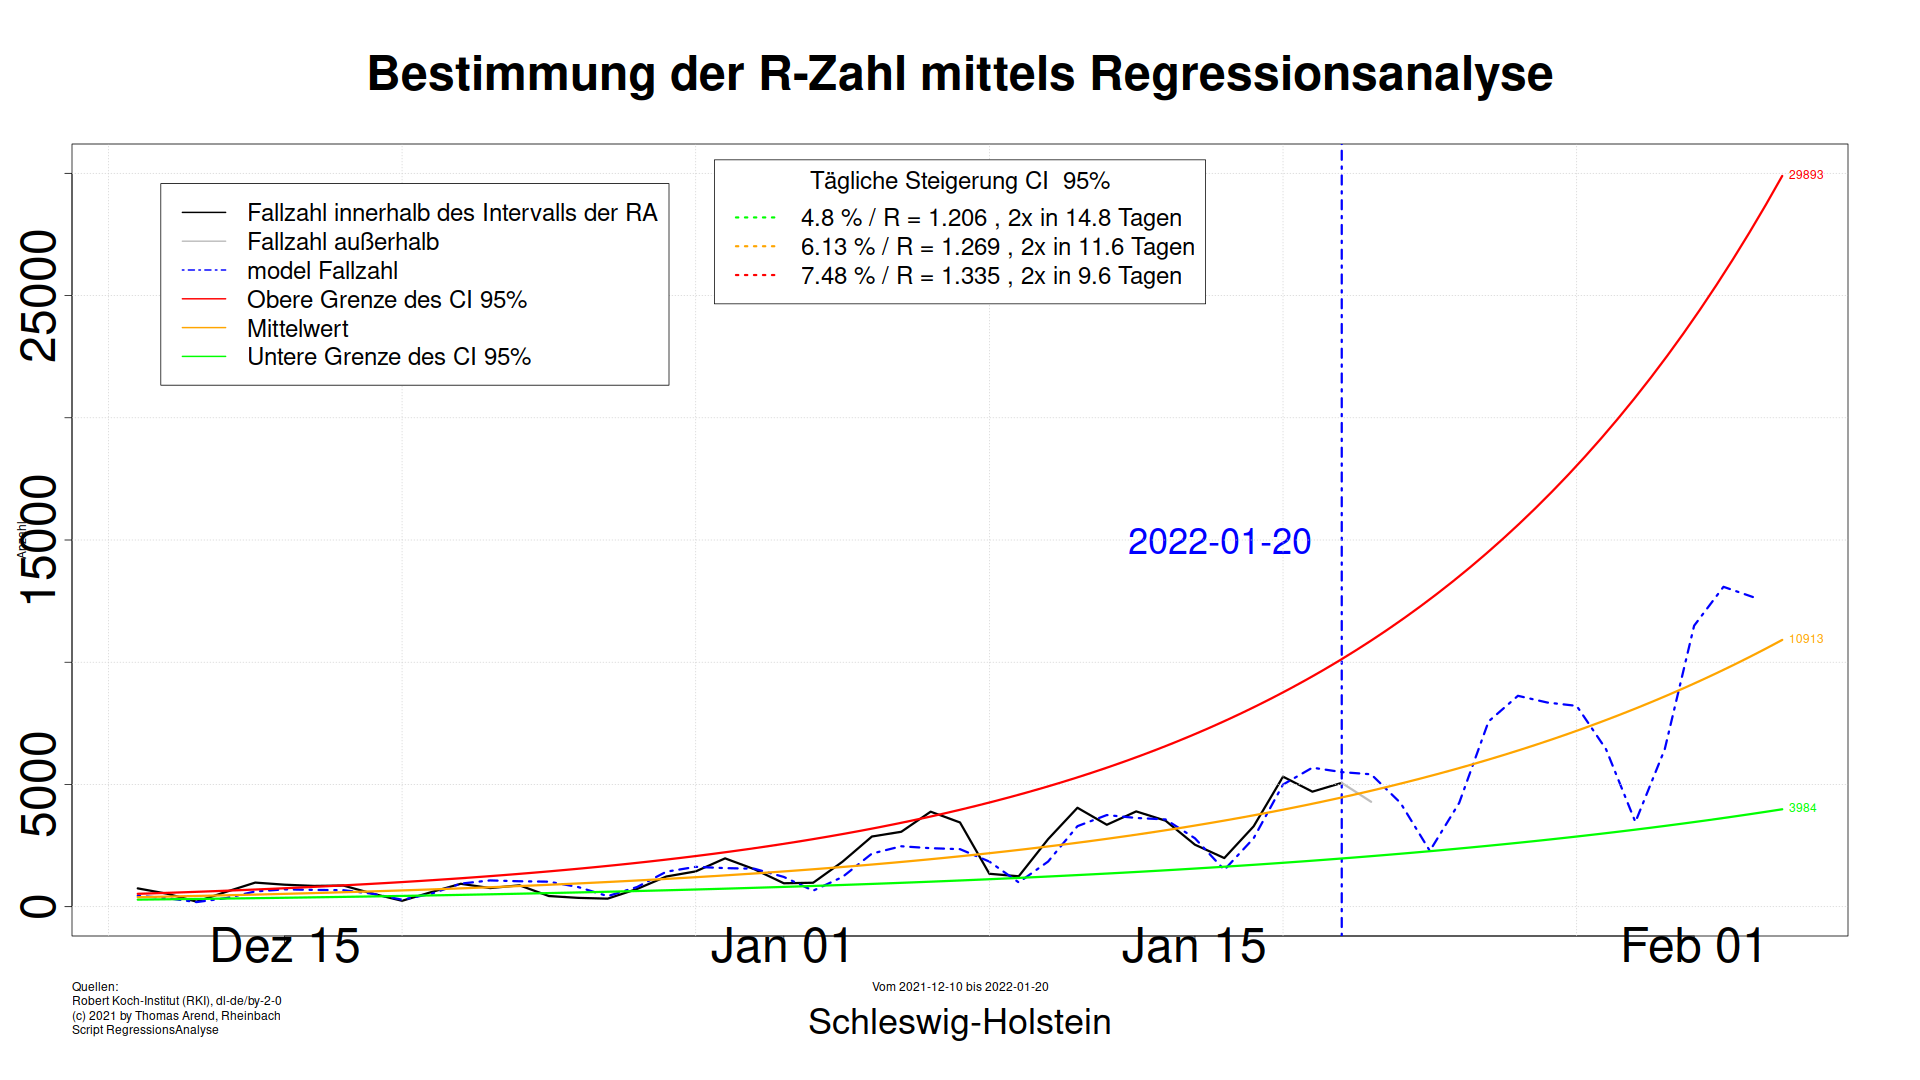 Bestimmung der R-Zahl mittels Regressionsanalyse
Fallzahl innerhalb des Intervalls der RA
Fallzahl außerhalb
model Fallzahl
Obere Grenze des CI 95%
Mittelwert
Untere Grenze des CI 95%
Tägliche Steigerung CI 95%
4.8 % / R = 1.206 , 2x in 14.8 Tagen
6.13 % / R = 1.269 , 2x in 11.6 Tagen
7.48 % / R = 1.335 , 2x in 9.6 Tagen
29893
25000
2022-01-20
15000
Anzahl
10913
5000
3984
0
Dez 15
Jan 01
Jan 15
Feb 01
Quellen:
Robert Koch-Institut (RKI), dl-de/by-2-0
(c) 2021 by Thomas Arend, Rheinbach
Script RegressionsAnalyse
Vom 2021-12-10 bis 2022-01-20
Schleswig-Holstein